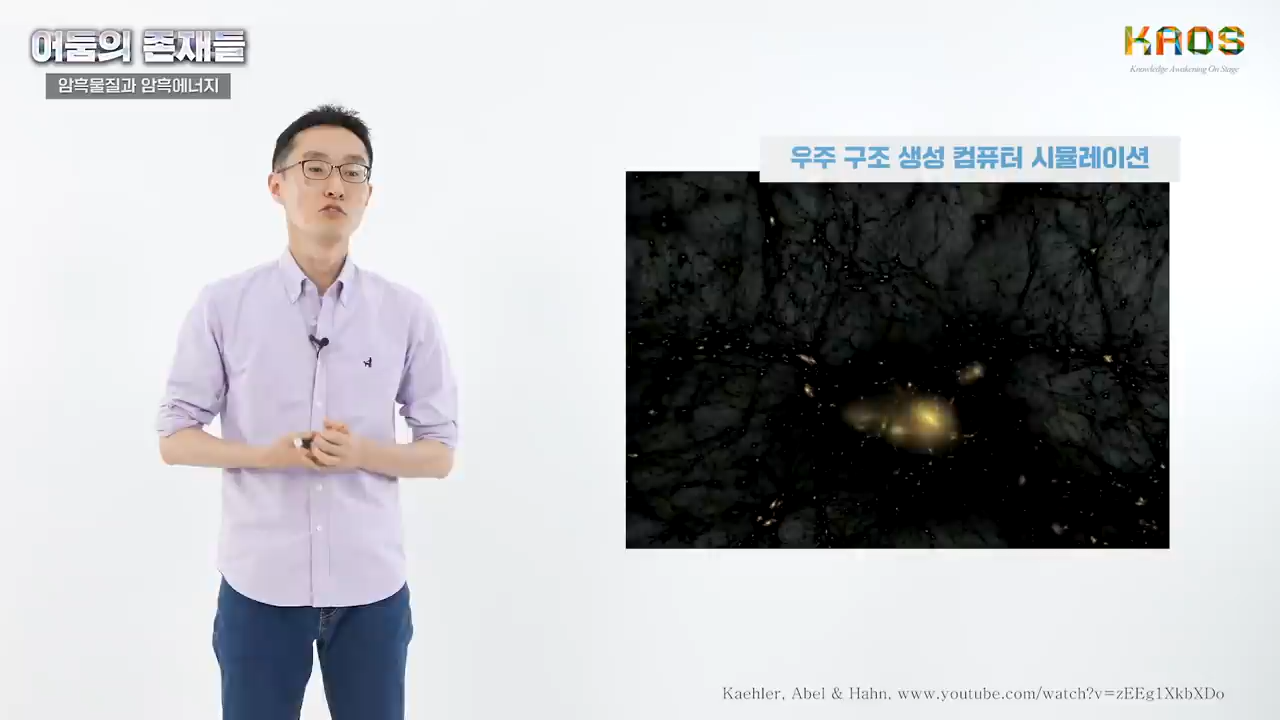 어둠의 존재들
암흑물질과 암흑에너지
KAOS
Knowledge Awakening On Stage
우주 구조 생성 컴퓨터 시뮬레이션
Kaehler, Abel & Hahn, www.youtube.com/watch?v=zEEg1XkbXDo